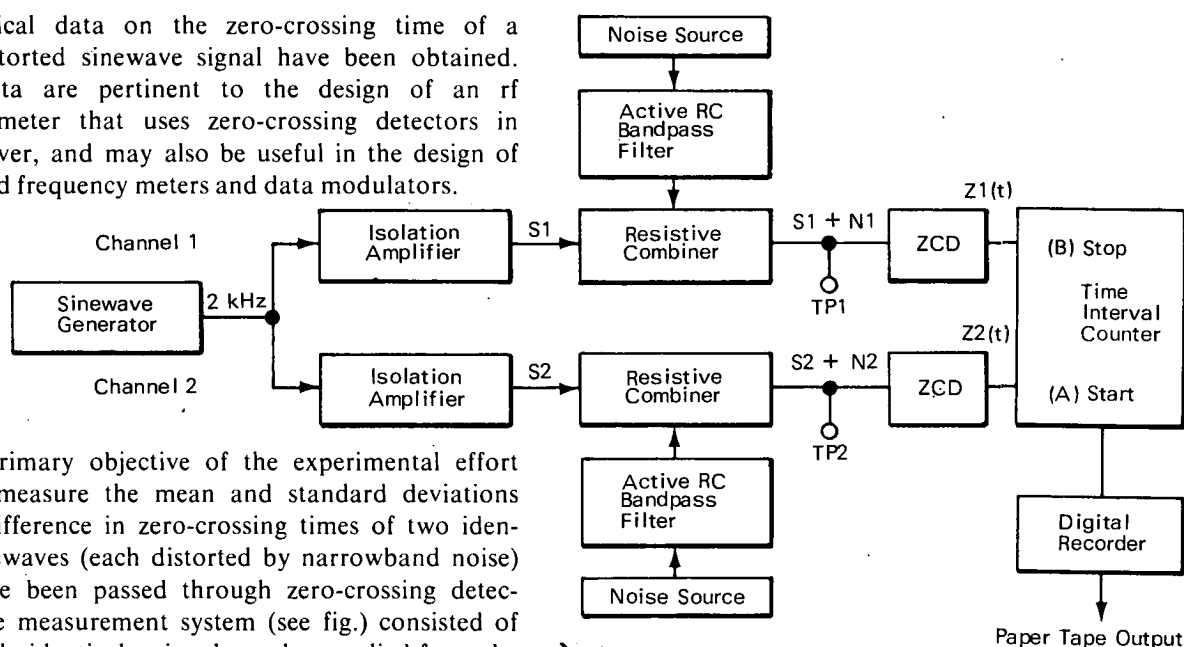 ical data on the zero-crossing time of a
torted sinewave signal have been obtained.
ta are pertinent to the design of an rf
meter that uses zero-crossing detectors in
ver, and may also be useful in the design of
d frequency meters and data modulators.
Noise Source
Active RC
Bandpass
Filter
Channel 1
Isolation
Amplifier
S1
Resistive
Combiner
S1 + N1
TP1
ZCD
Z1(t)
(B) Stop
Time
Interval
Counter
(A) Start
Sinewave
Generator
2 kHz
Channel 2
Isolation
Amplifier
S2
Resistive
Combiner
S2 + N2
TP2
ZCD
Z2(t)
Active RC
Bandpass
Filter
Noise Source
Digital
Recorder
Paper Tape Output
rimary objective of the experimental effort
measure the mean and standard deviations
ifference in zero-crossing times of two iden-
ewaves (each distorted by narrowband noise)
e been passed through zero-crossing detec-
e measurement system (see fig.) consisted of